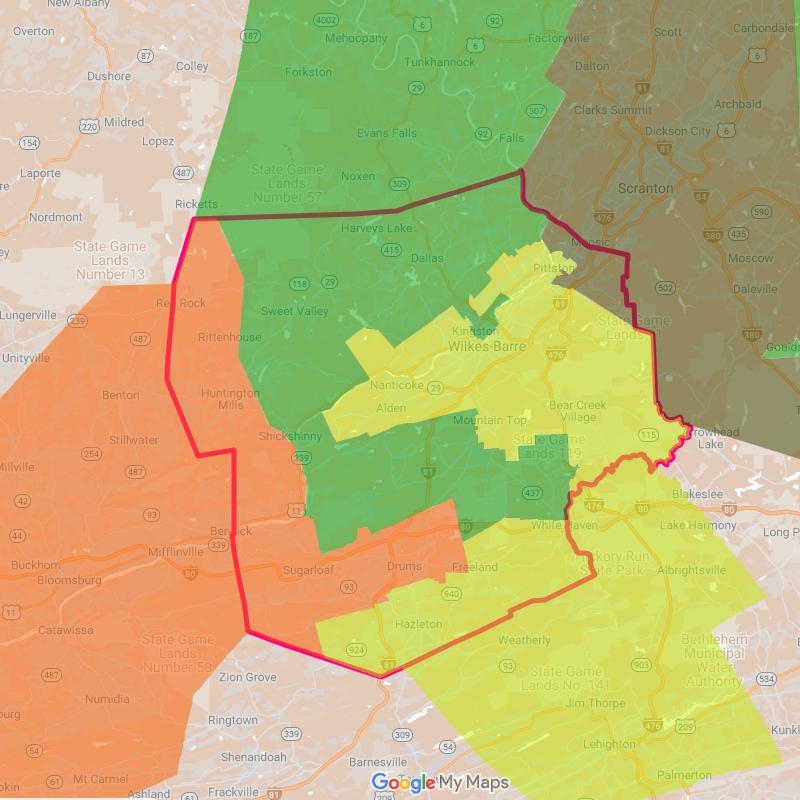 New Albany
Overton
87
Colley
Dushore
220
Mildred
154
Lopez
Laporte
487
Nordmont
Ricketts
State Game
Lands
Number 13
4002
187
Mehoopany
6
6
Factoryville
Tunkhannock
Forkston
29
307
Evans Falls
92
Falls
State Game
Lands
Number 57
Noxen
309
Scott
Carbondale
6
Dalton
Archbald
Clarks Summit
Dickson City
6
81
Scranton
84
590
476
435
380
Moosic
Moscow
502
Daleville
380
Goulds
Harveys Lake
415
Dallas
118
29
Sweet Valley
Pittston
81
State Game
Kingston
Wilkes-Barre
476
Red Rock
Lungerville
239
487
Rittenhouse
Unityville
Benton
Huntington
Mills
Nanticoke
29
Alden
Bear Creek
Village
Mountain Top
115
Arrowhead
Lake
Stillwater
Shickshinny
State Game
Lands 119
254
239
Millville
81
437
42
93
11
Berwick
White Haven
80
Blakeslee
476
80
Lake Harmony
80
Long P
44
339
Mifflinville
Buckhorn
80
Bloomsburg
Sugarloaf
Drums
Freeland
Hickory Run
State Park
Albrightsville
93
940
11
Catawissa
Hazleton
State Game
Lands
Number 58
924
Weatherly
93
903
Bethlehem
Municipal
Water
Authority
81
487
Zion Grove
State Game
Lands No. 141
534
Numidia
Ringtown
Jim Thorpe
209
476
339
309
54
54
Lehighton
Shenandoah
Barnesville
61
Mt Carmel
Palmerton
Ashland
Frackville
81
209
Google My Maps